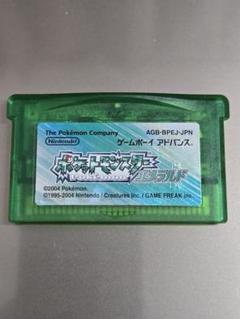 The Pokémon Company AGB-BPEJ-JPN
Nintendo ゲームボーイ アドバンス
ポケットモンスター
POCKET MONSTERS エメラルド
©2004 Pokémon.
©1995-2004 Nintendo / Creatures inc. / GAME FREAK inc.